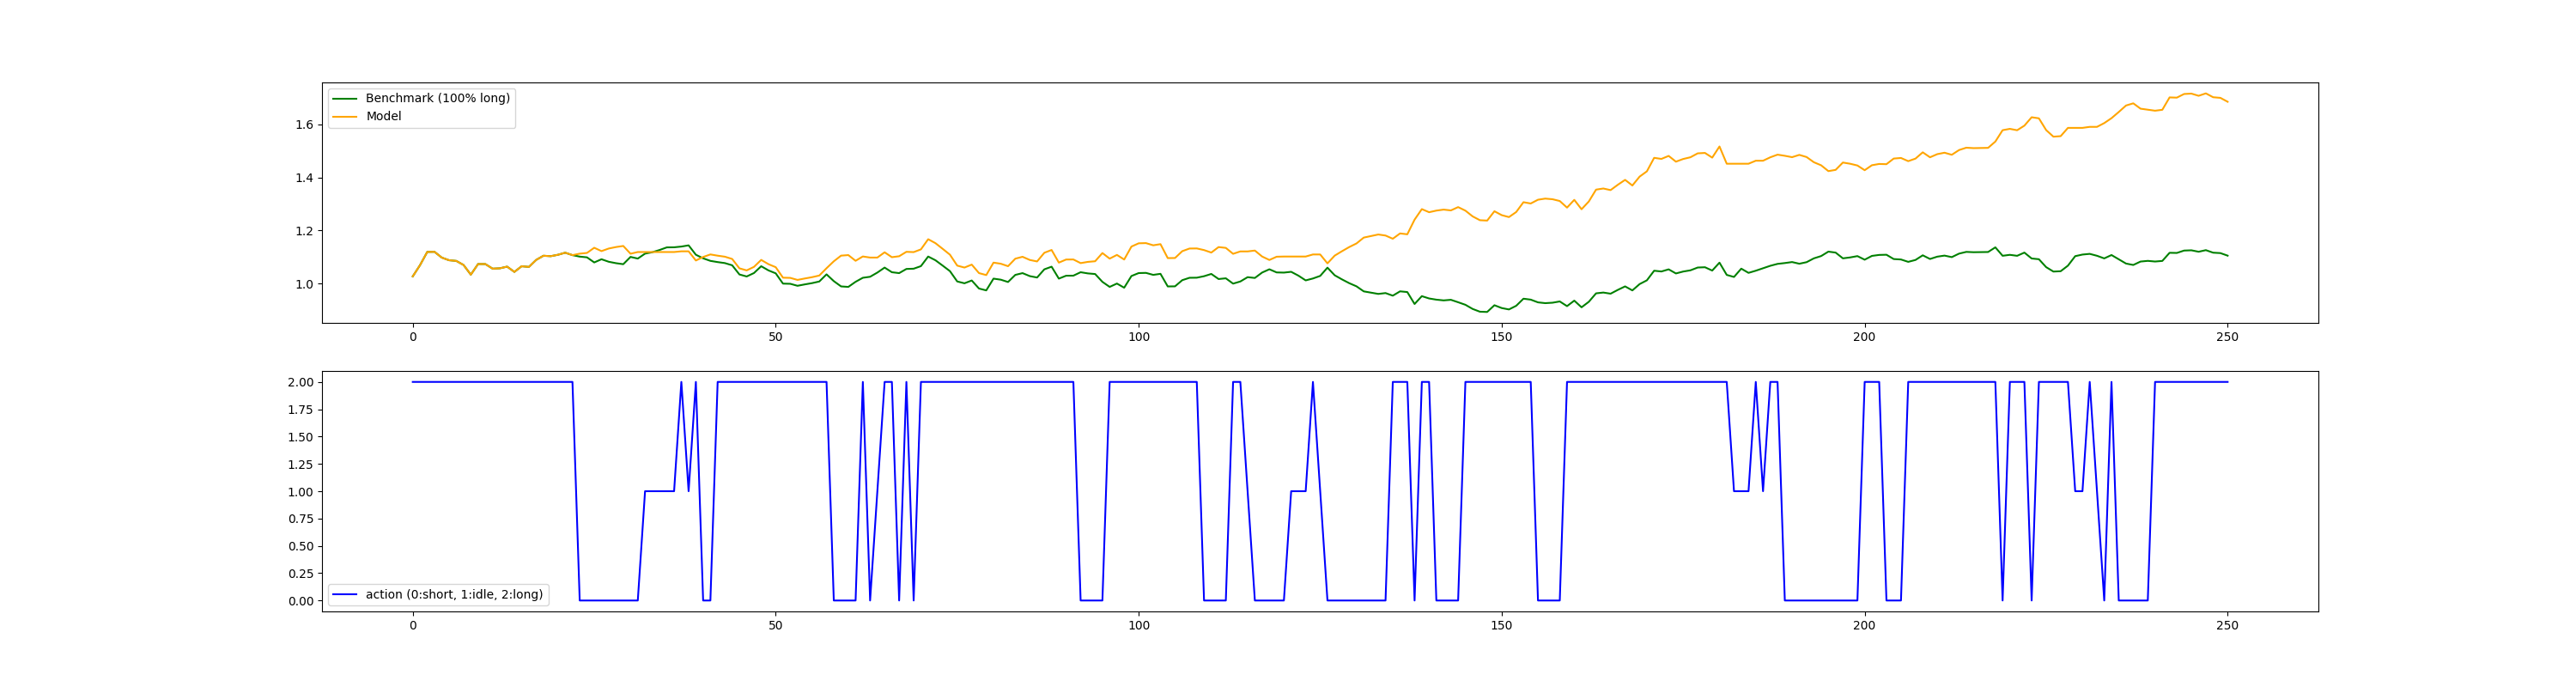 Benchmark (100% long)
Model
1.6
1.4
1.2
1.0
0 50 100 150 200 250
2.00
1.75
1.50
1.25
1.00
0.75
0.50
0.25
0.00
action (0:short, 1:idle, 2:long)
0 50 100 150 200 250